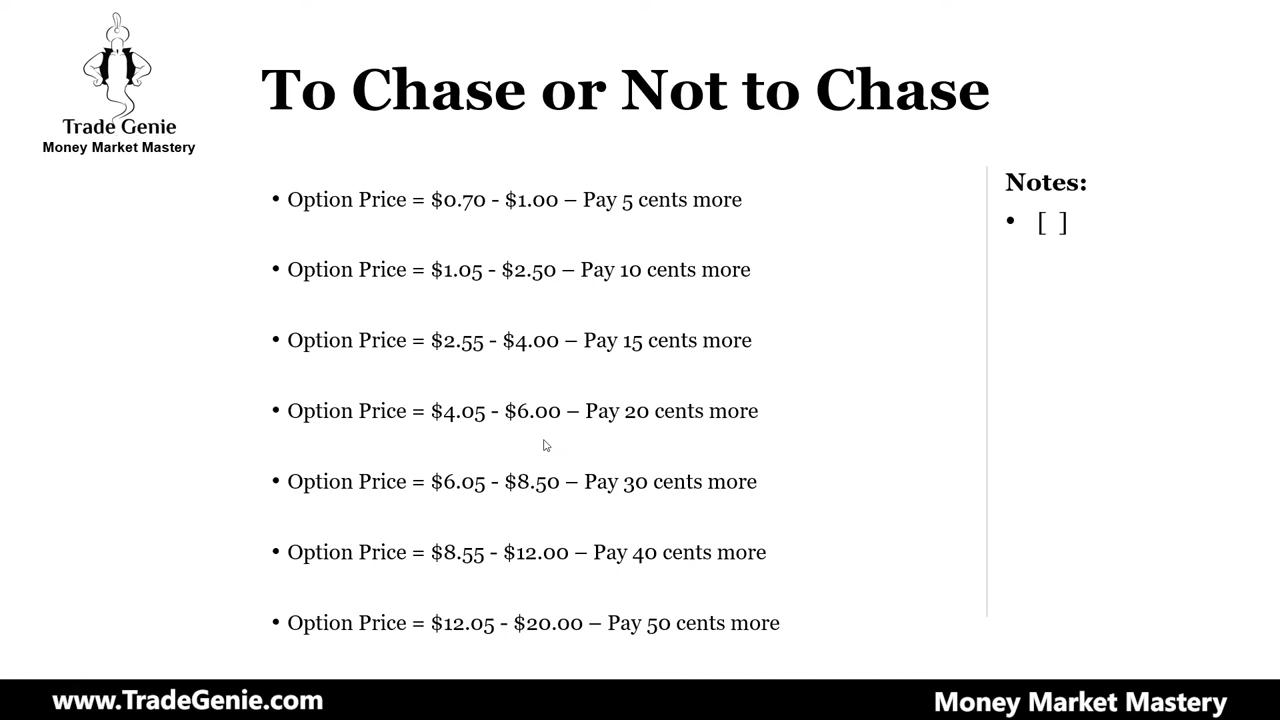 Trade Genie
Money Market Mastery
To Chase or Not to Chase
• Option Price = $0.70 - $1.00 – Pay 5 cents more
• Option Price = $1.05 - $2.50 – Pay 10 cents more
• Option Price = $2.55 - $4.00 – Pay 15 cents more
• Option Price = $4.05 - $6.00 – Pay 20 cents more
• Option Price = $6.05 - $8.50 – Pay 30 cents more
• Option Price = $8.55 - $12.00 – Pay 40 cents more
• Option Price = $12.05 - $20.00 – Pay 50 cents more
Notes:
• [ ]
www.TradeGenie.com
Money Market Mastery